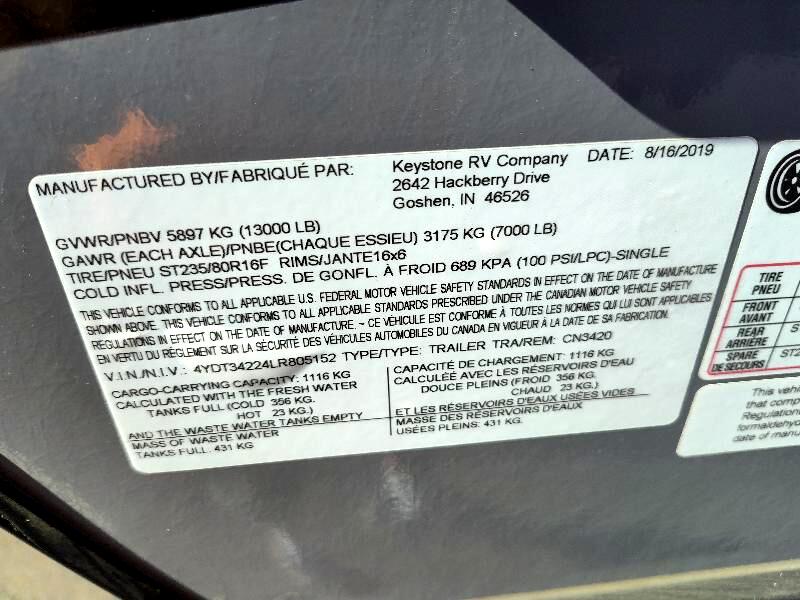 MANUFACTURED BY/FABRIQUÉ PAR: Keystone RV Company DATE: 8/16/2019
2642 Hackberry Drive
Goshen, IN 46526
GVWR/PNBV 5897 KG (13000 LB)
GAWR (EACH AXLE)/PNBE(CHAQUE ESSIEU) 3175 KG (7000 LB)
TIRE/PNEU ST235/80R16F RIMS/JANTE16x6
COLD INFL. PRESS/PRESS. DE GONFL. À FROID 689 KPA (100 PSI/LPC)-SINGLE
THIS VEHICLE CONFORMS TO ALL APPLICABLE U.S. FEDERAL MOTOR VEHICLE SAFETY STANDARDS IN EFFECT ON THE DATE OF MANUFACTURE
SHOWN ABOVE. THIS VEHICLE CONFORMS TO ALL APPLICABLE STANDARDS PRESCRIBED UNDER THE CANADIAN MOTOR VEHICLE SAFETY
REGULATIONS IN EFFECT ON THE DATE OF MANUFACTURE. ~ CE VÉHICULE EST CONFORME À TOUTES LES NORMES QUI LUI SONT APPLICABLES
EN VERTU DU RÈGLEMENT SUR LA SÉCURITÉ DES VÉHICULES AUTOMOBILES DU CANADA EN VIGUEUR À LA DATE DE SA FABRICATION.
V.I.N./N.I.V.: 4YDT34224LR805152 TYPE/TYPE: TRAILER TRA/REM: CN3420
CARGO-CARRYING CAPACITY: 1116 KG
CALCULATED WITH THE FRESH WATER
TANKS FULL (COLD 356 KG.
HOT 23 KG.)
AND THE WASTE WATER TANKS EMPTY
MASS OF WASTE WATER
TANKS FULL: 431 KG
CAPACITÉ DE CHARGEMENT: 1116 KG
CALCULÉE AVEC LES RÉSERVOIRS D'EAU
DOUCE PLEINS (FROID 356 KG.
CHAUD 23 KG.)
ET LES RÉSERVOIRS D'EAUX USÉES VIDES
MASSE DES RÉSERVOIRS D'EAUX
USÉES PLEINS: 431 KG.
TIRE
PNEU
FRONT
AVANT
REAR
ARRIÈRE
SPARE
DE SECOURS
This vehic
that comp
Regulation
formaldehyd
date of manu